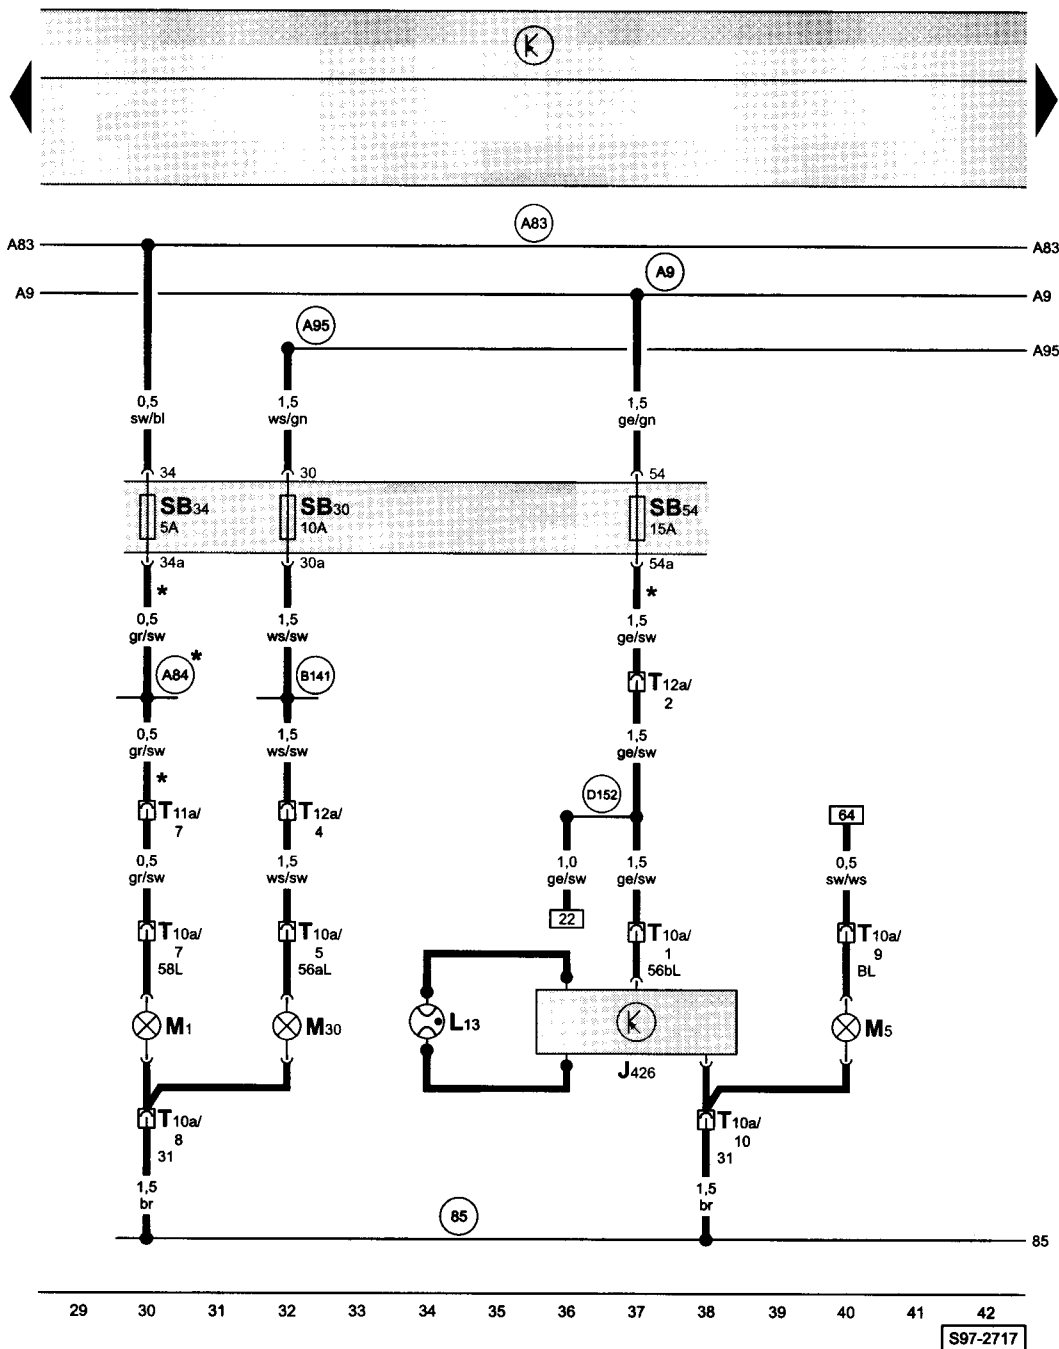 A83
A83
A83
A9
A9
A9
A95
A95
0,5
sw/bl
1,5
ws/gn
1,5
ge/gn
34
30
54
SB34
5A
SB30
10A
SB54
15A
34a
30a
54a
*
*
0,5
gr/sw
1,5
ws/sw
1,5
ge/sw
A84
*
B141
T12a/
2
0,5
gr/sw
1,5
ws/sw
1,5
ge/sw
*
D152
T11a/
7
T12a/
4
64
0,5
gr/sw
1,5
ws/sw
1,0
ge/sw
1,5
ge/sw
0,5
sw/ws
22
T10a/
7
58L
T10a/
5
56aL
T10a/
1
56bL
T10a/
9
BL
M1
M30
L13
M5
J426
T10a/
8
31
T10a/
10
31
1,5
br
1,5
br
85
85
29 30 31 32 33 34 35 36 37 38 39 40 41 42
S97-2717